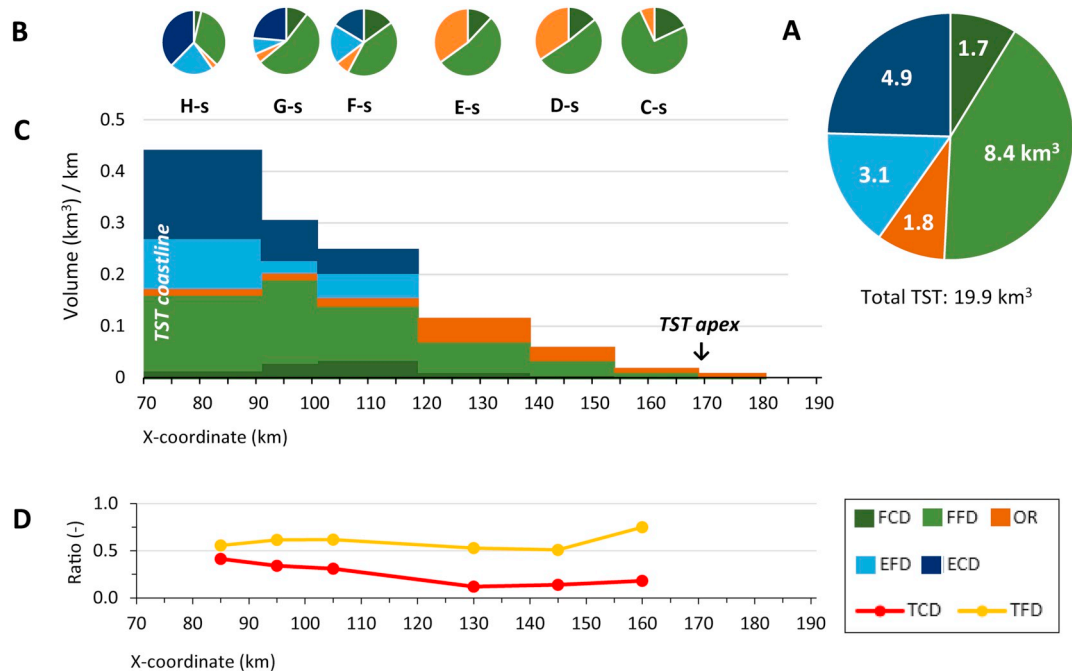 B
A
H-s G-s F-s E-s D-s C-s
C
1.7
4.9
8.4 km³
3.1
1.8
Total TST: 19.9 km³
Volume (km³) / km
0.5
0.4
0.3
0.2
0.1
0
TST coastline
TST apex
70 80 90 100 110 120 130 140 150 160 170 180 190
X-coordinate (km)
D
Ratio (-)
1.0
0.5
0.0
70 80 90 100 110 120 130 140 150 160 170 180 190
X-coordinate (km)
FCD FFD OR
EFD ECD
TCD TFD